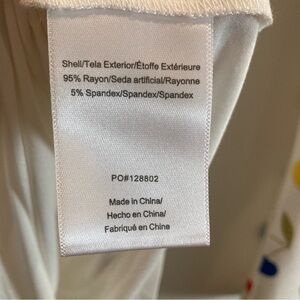 Shell/Tela Exterior/Étoffe Extérieure
95% Rayon/Seda artificial/Rayonne
5% Spandex/Spandex/Spandex
PO#128802
Made in China/
Hecho en China/
Fabriqué en Chine